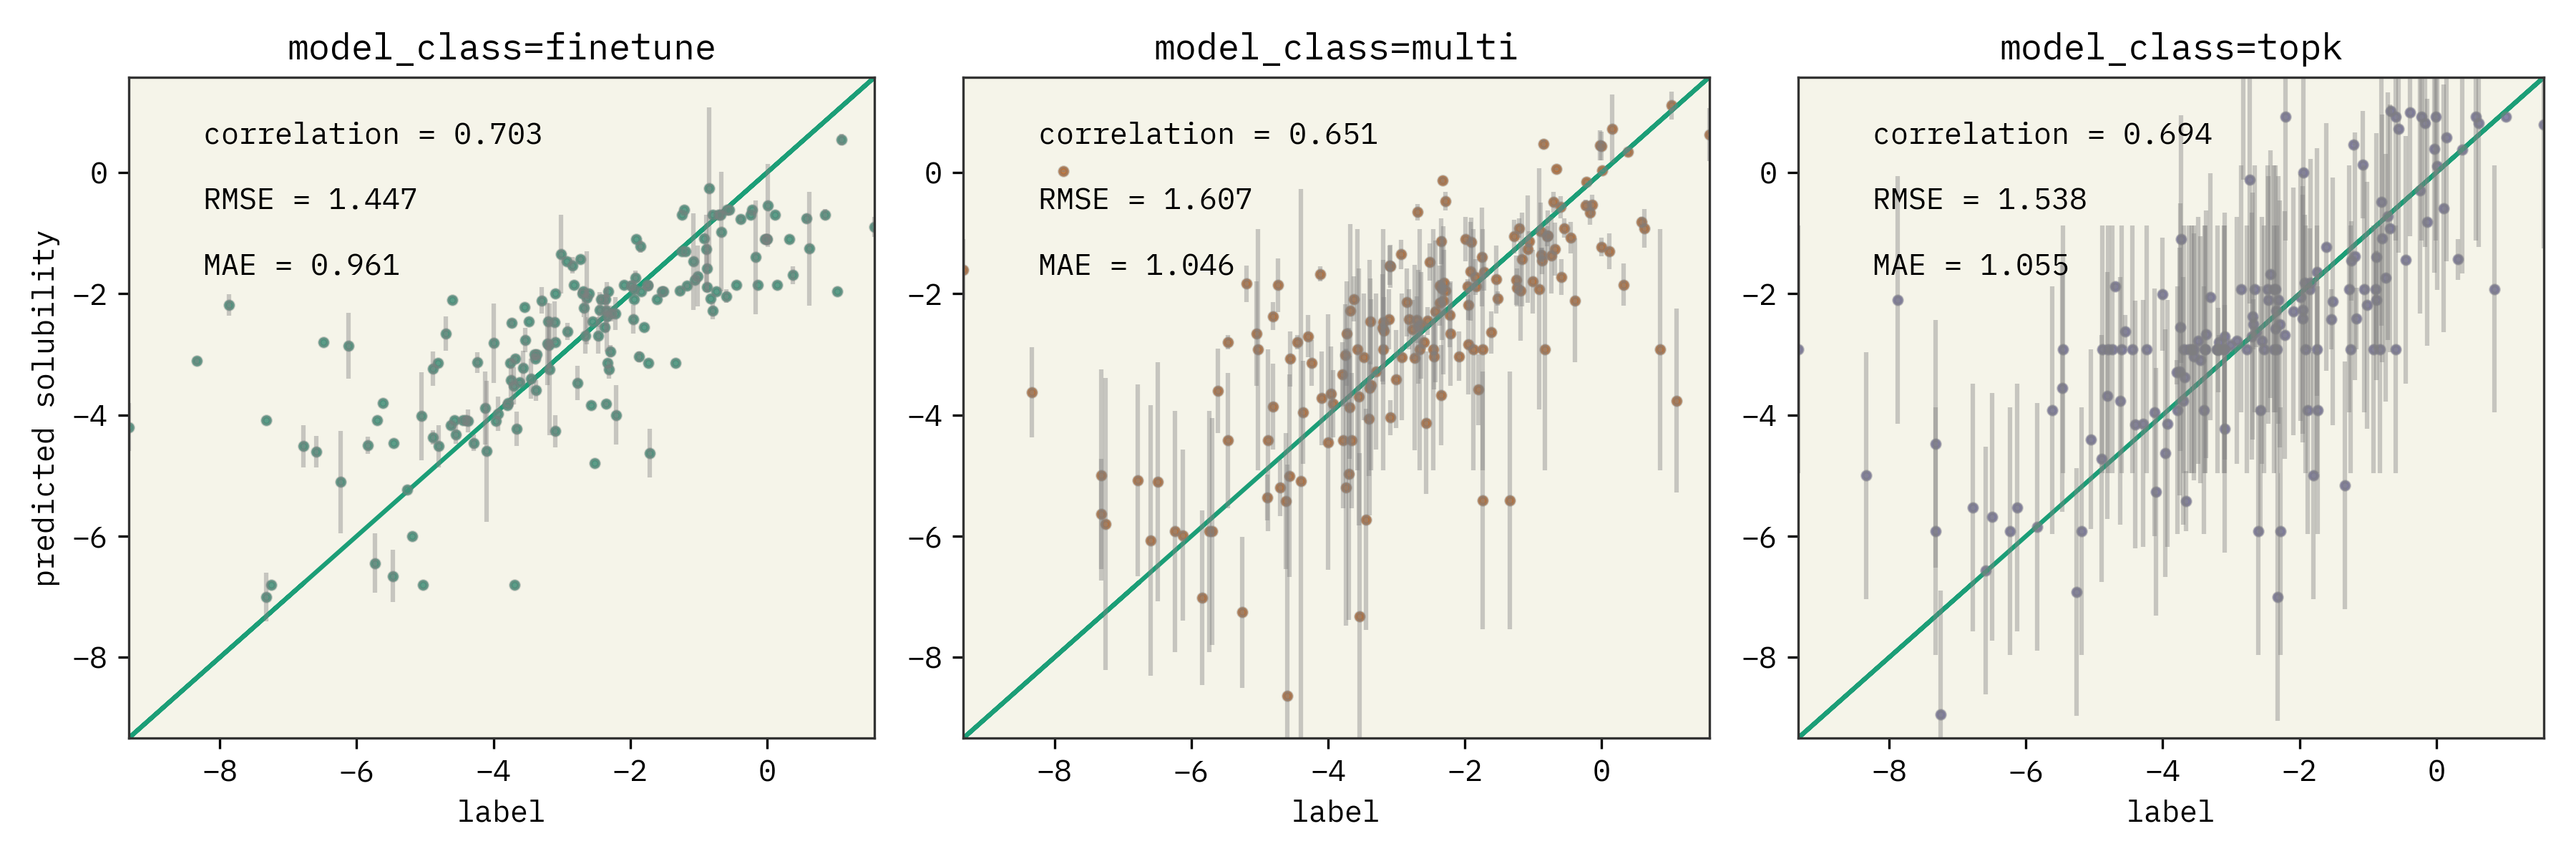 model_class=finetune
correlation = 0.703
RMSE = 1.447
MAE = 0.961
predicted solubility
0
−2
−4
−6
−8
−8 −6 −4 −2 0
label
model_class=multi
correlation = 0.651
RMSE = 1.607
MAE = 1.046
0
−2
−4
−6
−8
−8 −6 −4 −2 0
label
model_class=topk
correlation = 0.694
RMSE = 1.538
MAE = 1.055
0
−2
−4
−6
−8
−8 −6 −4 −2 0
label